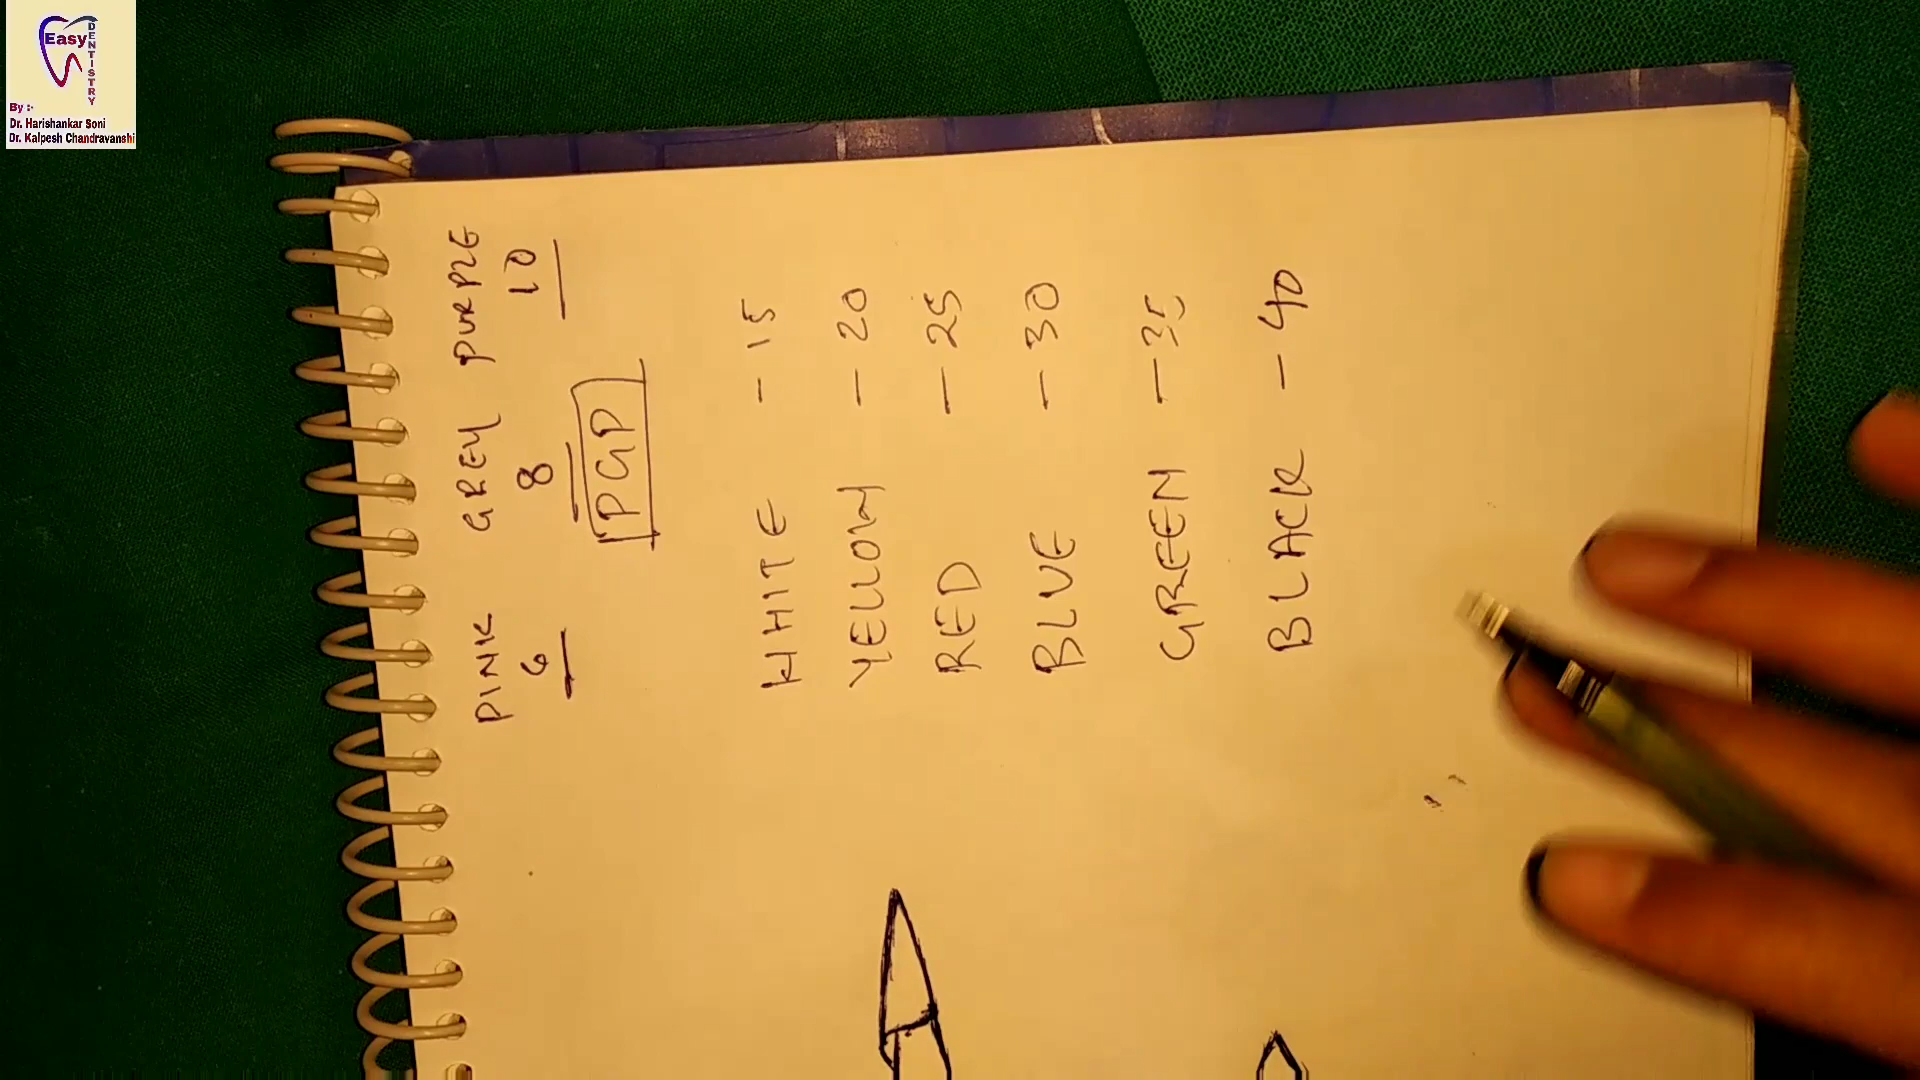 Easy
DENTISTRY
By :-
Dr. Harishankar Soni
Dr. Kalpesh Chandravanshi
PINK GREY PURPLE
6 8 10
PGP
WHITE - 15
YELLOW - 20
RED - 25
BLUE - 30
GREEN - 35
BLACK - 40